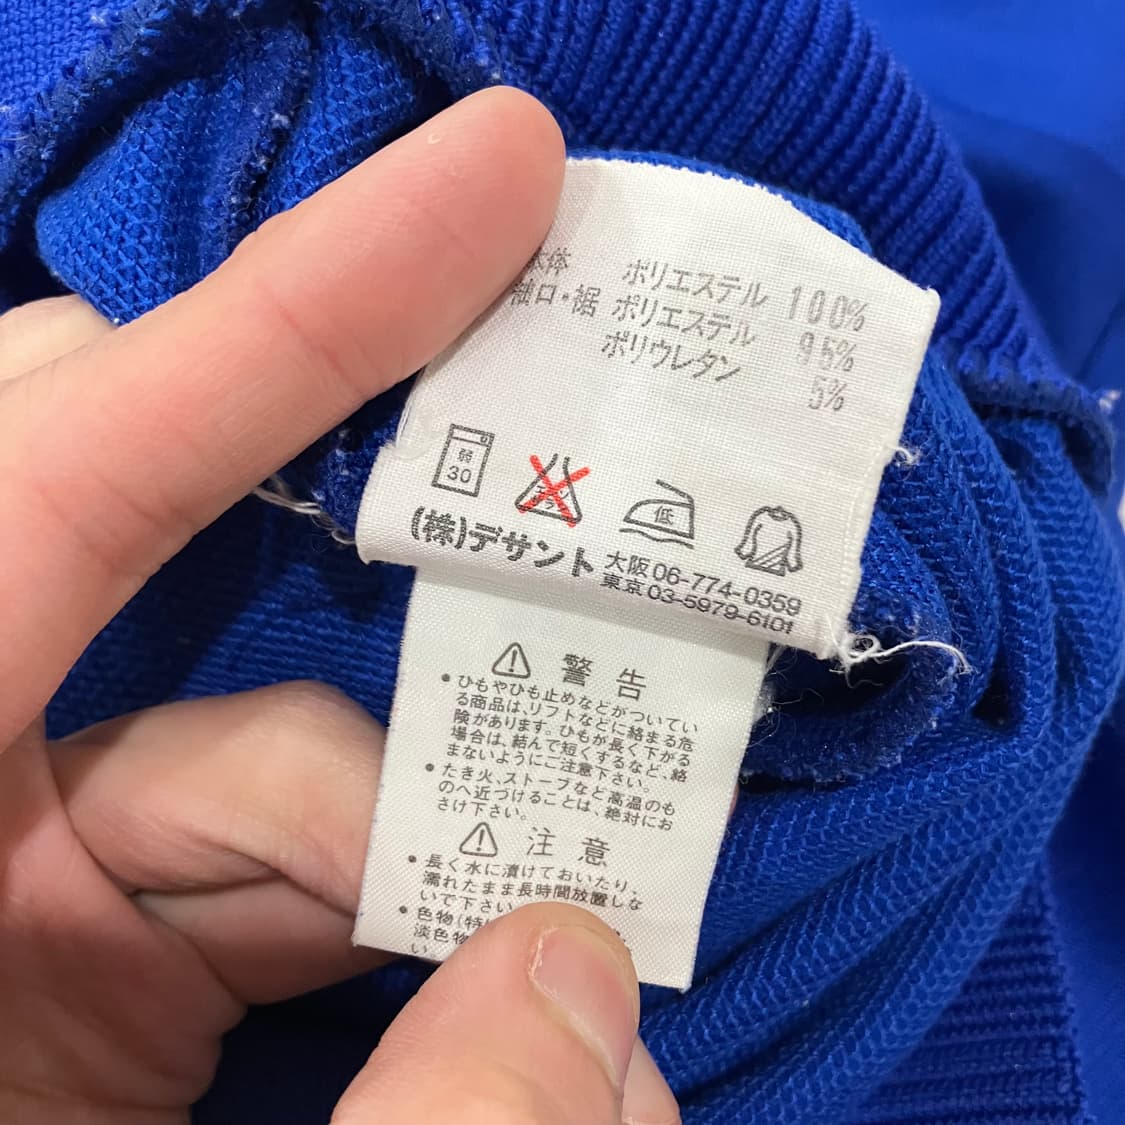 体 ポリエステル 100%
袖口・裾 ポリエステル 95%
ポリウレタン 5%
弱
30
エンソ
低
(株)デサント 大阪 06-774-0359
東京 03-5979-6101
警告
● ひもやひも止めなどがついてい
る商品は、リフトなどに絡まる危
険があります。ひもが長く下がる
場合は、結んで短くするなど、絡
まないようにご注意下さい。
● たき火、ストーブなど高温のも
のへ近づけることは、絶対にお
さけ下さい。
注意
● 長く水に漬けておいたり、
濡れたまま長時間放置しな
いで下さい
● 色物(特
淡色物
い